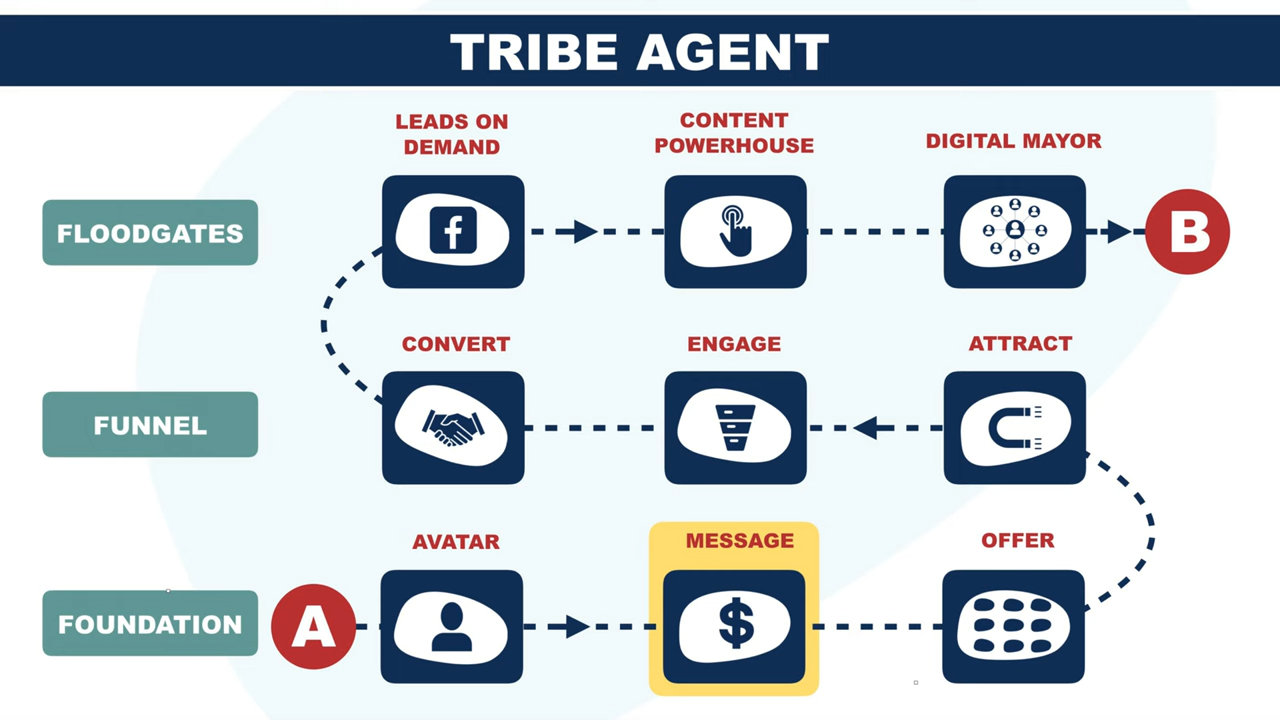 TRIBE AGENT
LEADS ON
DEMAND
CONTENT
POWERHOUSE
DIGITAL MAYOR
FLOODGATES
B
CONVERT
ENGAGE
ATTRACT
FUNNEL
AVATAR
MESSAGE
OFFER
FOUNDATION
A
$